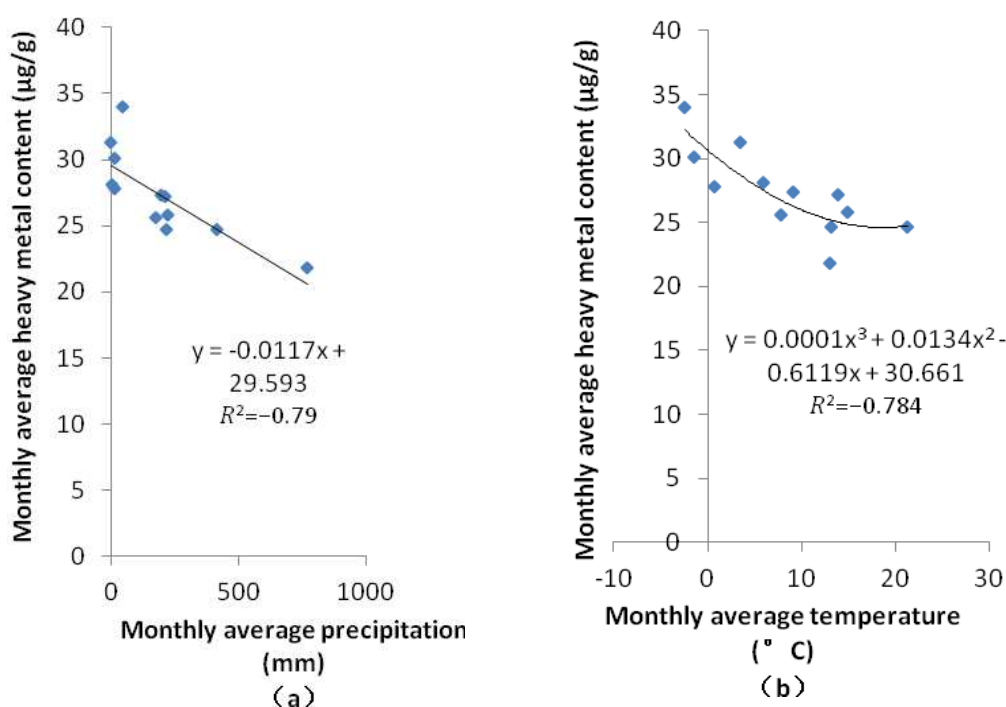 Monthly average heavy metal content (µg/g)
40
35
30
25
20
15
10
5
0
0 500 1000
y = -0.0117x +
29.593
R²=−0.79
Monthly average precipitation
(mm)
(a)
Monthly average heavy metal content (µg/g)
40
35
30
25
20
15
10
5
0
-10 0 10 20 30
y = 0.0001x³ + 0.0134x² -
0.6119x + 30.661
R²=−0.784
Monthly average temperature
(° C)
(b)